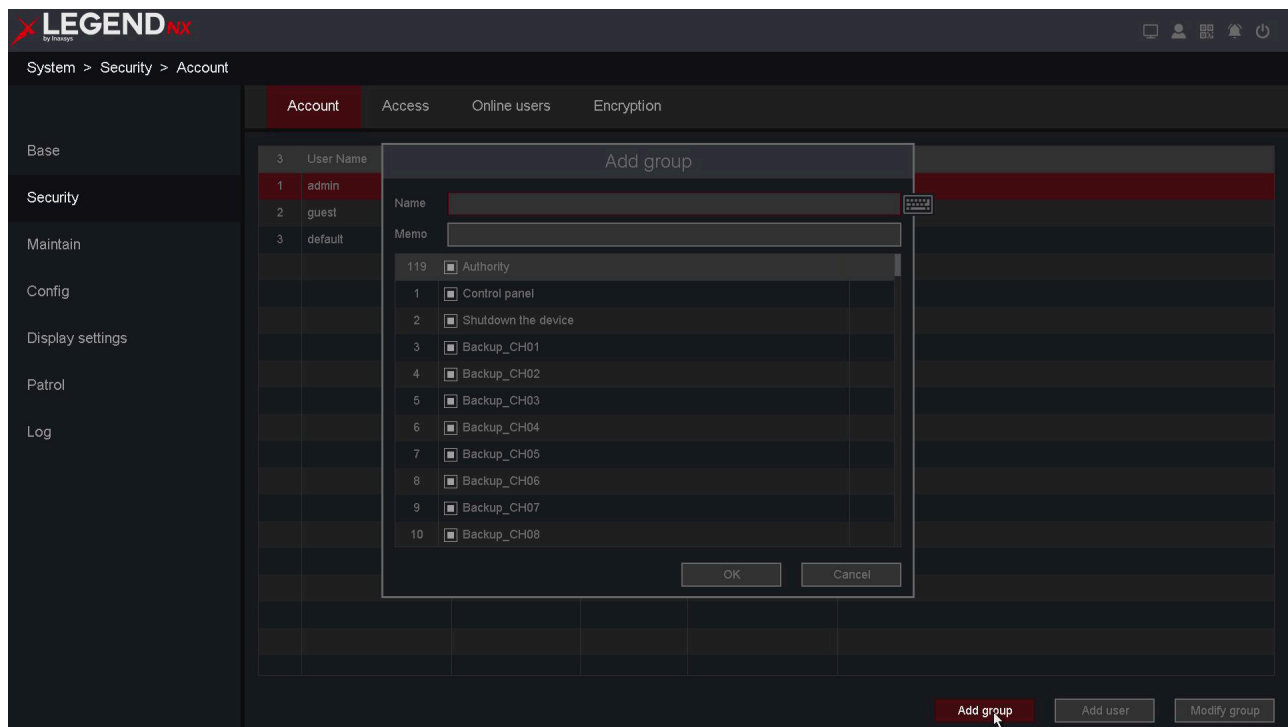 LEGEND NX
by Inaxsys
System > Security > Account
Account Access Online users Encryption
Base
Security
Maintain
Config
Display settings
Patrol
Log
3 User Name
1 admin
2 guest
3 default
Add group
Name
Memo
119 Authority
1 Control panel
2 Shutdown the device
3 Backup_CH01
4 Backup_CH02
5 Backup_CH03
6 Backup_CH04
7 Backup_CH05
8 Backup_CH06
9 Backup_CH07
10 Backup_CH08
OK Cancel
Add group Add user Modify group